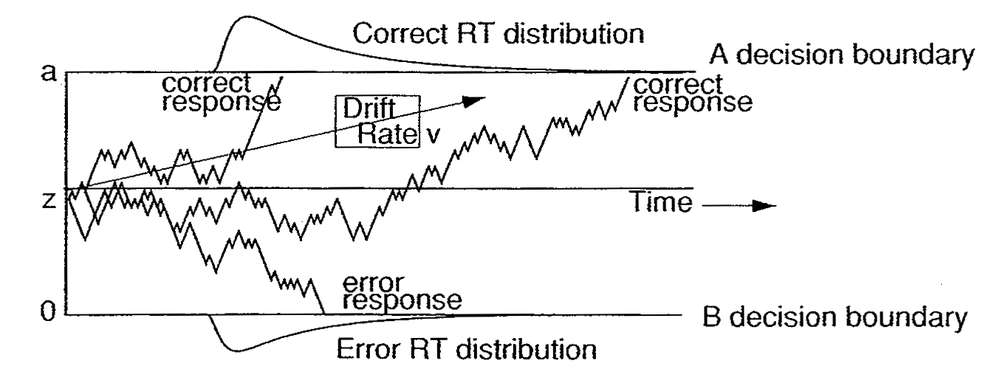 Correct RT distribution
A decision boundary
a
correct
response
Drift
Rate v
correct
response
z
Time
error
response
0
B decision boundary
Error RT distribution